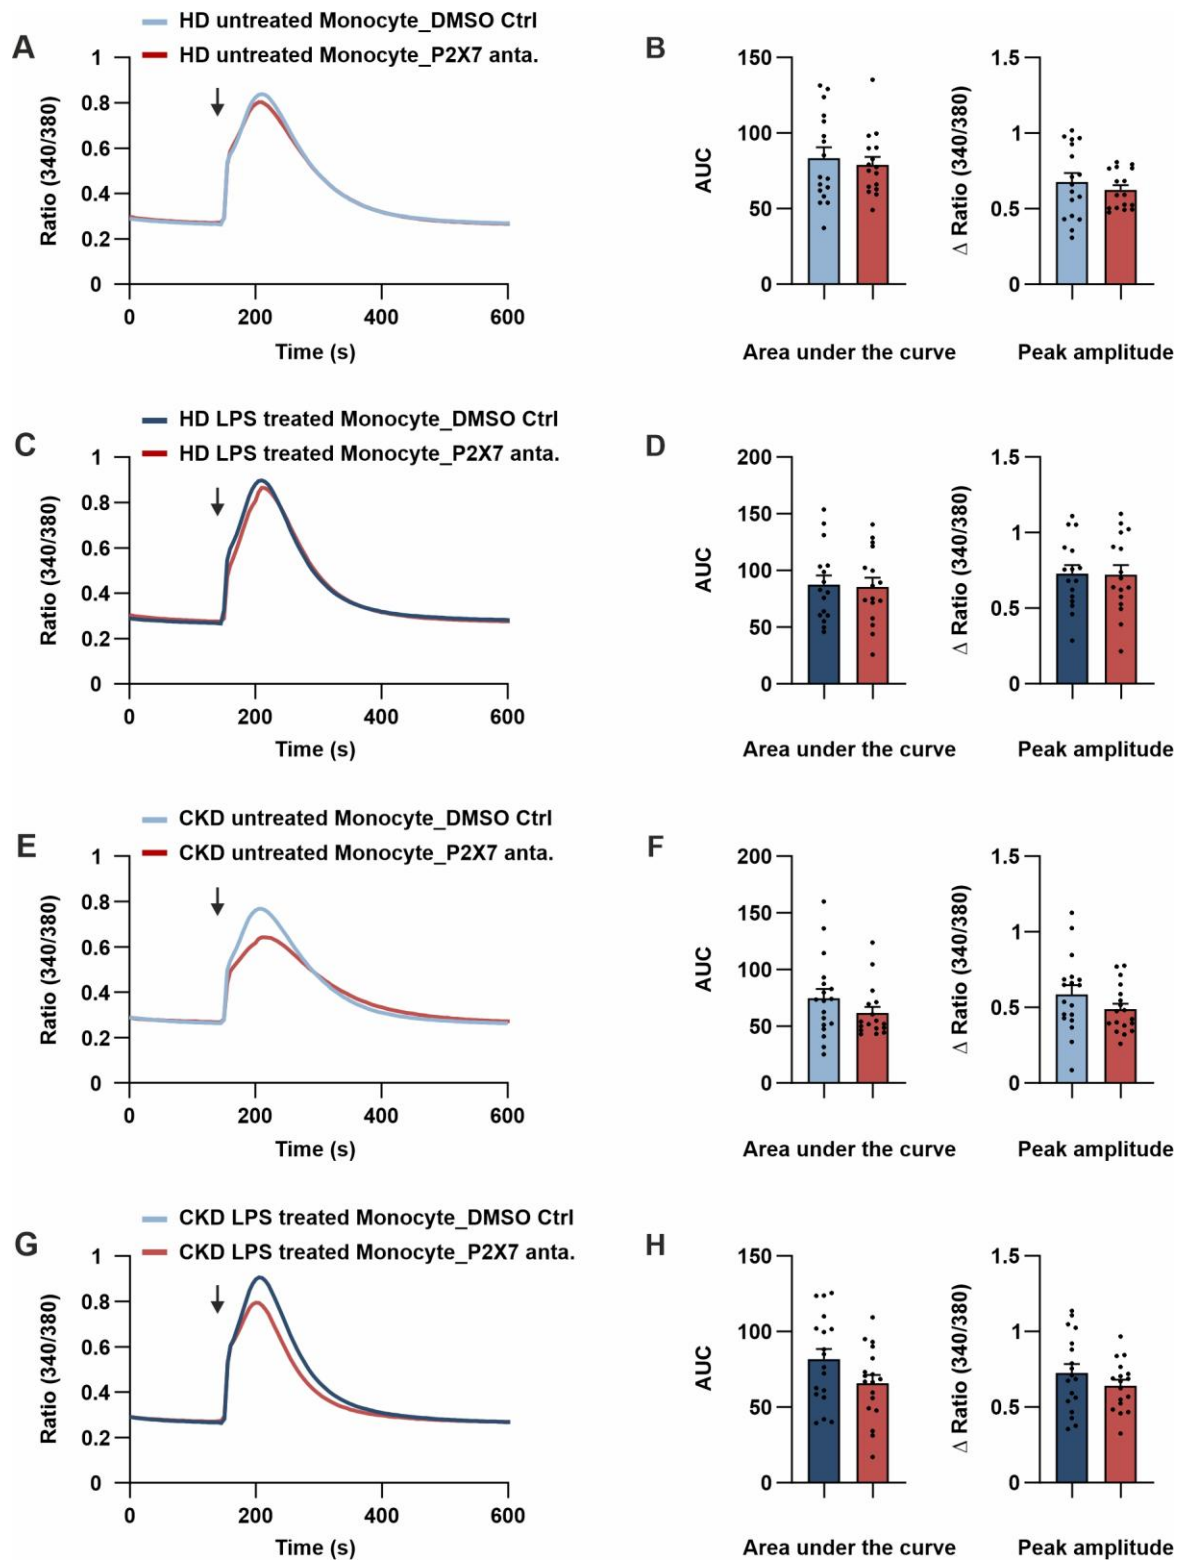 HD untreated Monocyte_DMSO Ctrl
A
HD untreated Monocyte_P2X7 anta.
1
0.8
0.6
0.4
0.2
0
Ratio (340/380)
0 200 400 600
Time (s)
B
150
100
50
0
AUC
Area under the curve
1.5
1
0.5
0
Δ Ratio (340/380)
Peak amplitude
HD LPS treated Monocyte_DMSO Ctrl
C
HD LPS treated Monocyte_P2X7 anta.
1
0.8
0.6
0.4
0.2
0
Ratio (340/380)
0 200 400 600
Time (s)
D
200
150
100
50
0
AUC
Area under the curve
1.5
1
0.5
0
Δ Ratio (340/380)
Peak amplitude
CKD untreated Monocyte_DMSO Ctrl
E
CKD untreated Monocyte_P2X7 anta.
1
0.8
0.6
0.4
0.2
0
Ratio (340/380)
0 200 400 600
Time (s)
F
200
150
100
50
0
AUC
Area under the curve
1.5
1
0.5
0
Δ Ratio (340/380)
Peak amplitude
CKD LPS treated Monocyte_DMSO Ctrl
G
CKD LPS treated Monocyte_P2X7 anta.
1
0.8
0.6
0.4
0.2
0
Ratio (340/380)
0 200 400 600
Time (s)
H
150
100
50
0
AUC
Area under the curve
1.5
1
0.5
0
Δ Ratio (340/380)
Peak amplitude